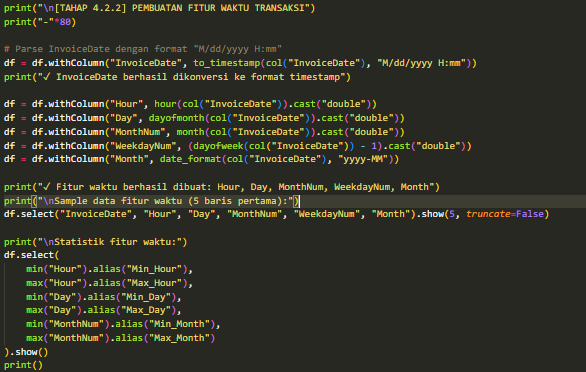 print("\n[TAHAP 4.2.2] PEMBUATAN FITUR WAKTU TRANSAKSI")
print("-"*80)
# Parse InvoiceDate dengan format "M/dd/yyyy H:mm"
df = df.withColumn("InvoiceDate", to_timestamp(col("InvoiceDate"), "M/dd/yyyy H:mm"))
print("✓ InvoiceDate berhasil dikonversi ke format timestamp")
df = df.withColumn("Hour", hour(col("InvoiceDate")).cast("double"))
df = df.withColumn("Day", dayofmonth(col("InvoiceDate")).cast("double"))
df = df.withColumn("MonthNum", month(col("InvoiceDate")).cast("double"))
df = df.withColumn("WeekdayNum", (dayofweek(col("InvoiceDate")) - 1).cast("double"))
df = df.withColumn("Month", date_format(col("InvoiceDate"), "yyyy-MM"))
print("✓ Fitur waktu berhasil dibuat: Hour, Day, MonthNum, WeekdayNum, Month")
print("\nSample data fitur waktu (5 baris pertama):")
df.select("InvoiceDate", "Hour", "Day", "MonthNum", "WeekdayNum", "Month").show(5, truncate=False)
print("\nStatistik fitur waktu:")
df.select(
    min("Hour").alias("Min_Hour"),
    max("Hour").alias("Max_Hour"),
    min("Day").alias("Min_Day"),
    max("Day").alias("Max_Day"),
    min("MonthNum").alias("Min_Month"),
    max("MonthNum").alias("Max_Month")
).show()
print()